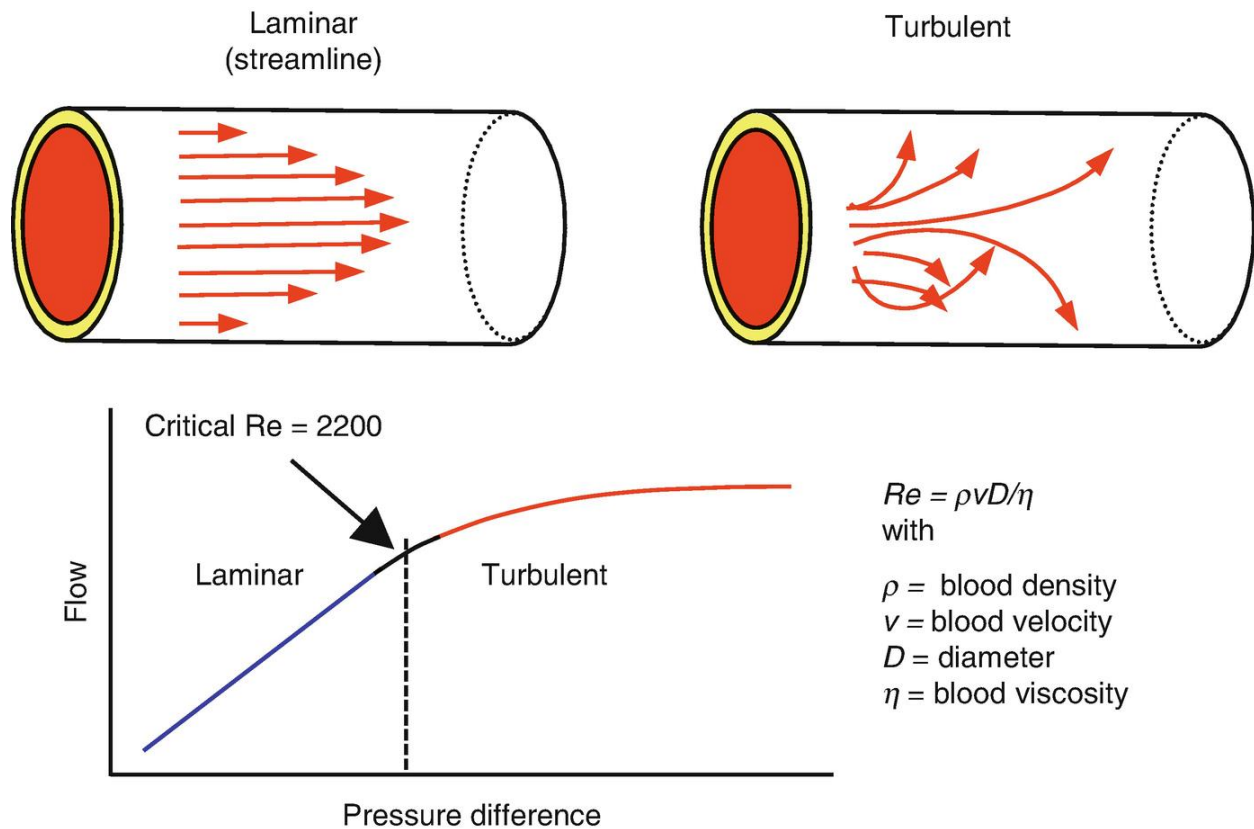 Laminar
(streamline)
Turbulent
Critical Re = 2200
Laminar
Turbulent
Flow
Pressure difference
Re = ρvD/η
with
ρ = blood density
v = blood velocity
D = diameter
η = blood viscosity